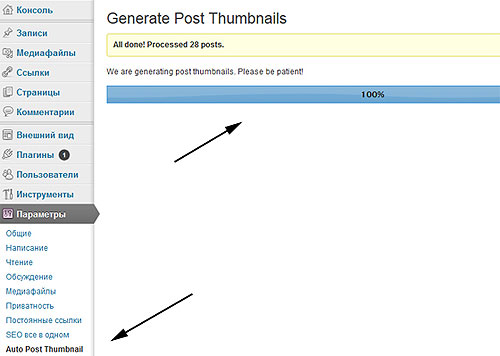 Консоль
Записи
Медиафайлы
Ссылки
Страницы
Комментарии
Внешний вид
Плагины 1
Пользователи
Инструменты
Параметры
Общие
Написание
Чтение
Обсуждение
Медиафайлы
Приватность
Постоянные ссылки
SEO все в одном
Auto Post Thumbnail
Generate Post Thumbnails
All done! Processed 28 posts.
We are generating post thumbnails. Please be patient!
100%